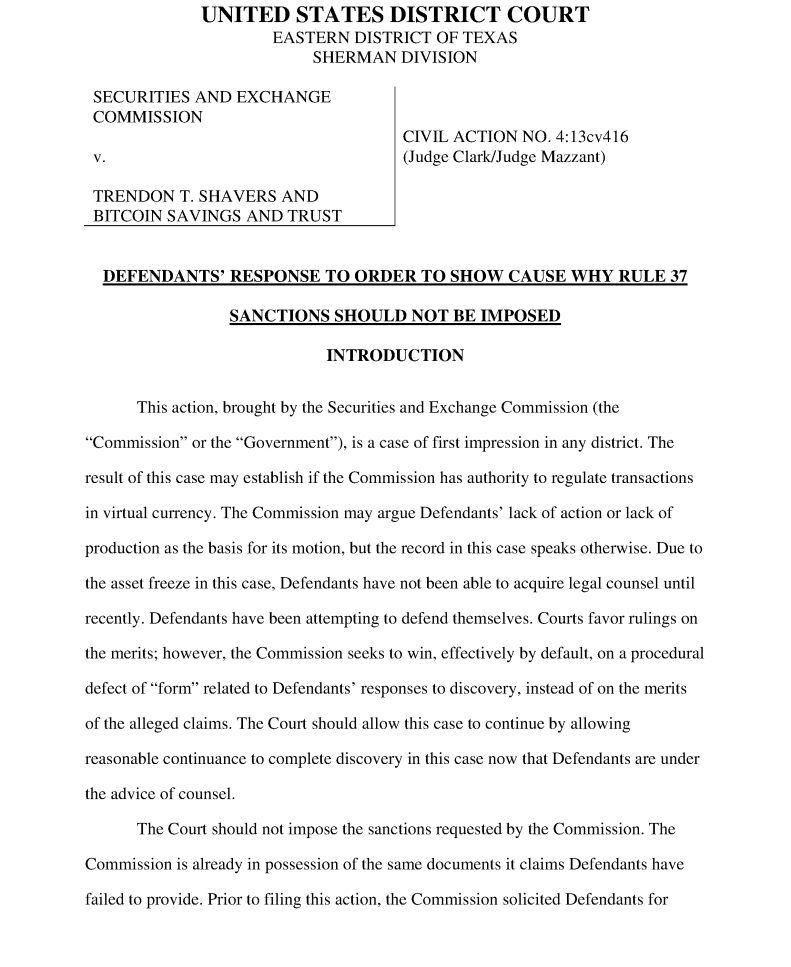 UNITED STATES DISTRICT COURT
EASTERN DISTRICT OF TEXAS
SHERMAN DIVISION
SECURITIES AND EXCHANGE
COMMISSION
v.
TRENDON T. SHAVERS AND
BITCOIN SAVINGS AND TRUST
CIVIL ACTION NO. 4:13cv416
(Judge Clark/Judge Mazzant)
DEFENDANTS’ RESPONSE TO ORDER TO SHOW CAUSE WHY RULE 37
SANCTIONS SHOULD NOT BE IMPOSED
INTRODUCTION
This action, brought by the Securities and Exchange Commission (the
“Commission” or the “Government”), is a case of first impression in any district. The
result of this case may establish if the Commission has authority to regulate transactions
in virtual currency. The Commission may argue Defendants’ lack of action or lack of
production as the basis for its motion, but the record in this case speaks otherwise. Due to
the asset freeze in this case, Defendants have not been able to acquire legal counsel until
recently. Defendants have been attempting to defend themselves. Courts favor rulings on
the merits; however, the Commission seeks to win, effectively by default, on a procedural
defect of “form” related to Defendants’ responses to discovery, instead of on the merits
of the alleged claims. The Court should allow this case to continue by allowing
reasonable continuance to complete discovery in this case now that Defendants are under
the advice of counsel.
The Court should not impose the sanctions requested by the Commission. The
Commission is already in possession of the same documents it claims Defendants have
failed to provide. Prior to filing this action, the Commission solicited Defendants for